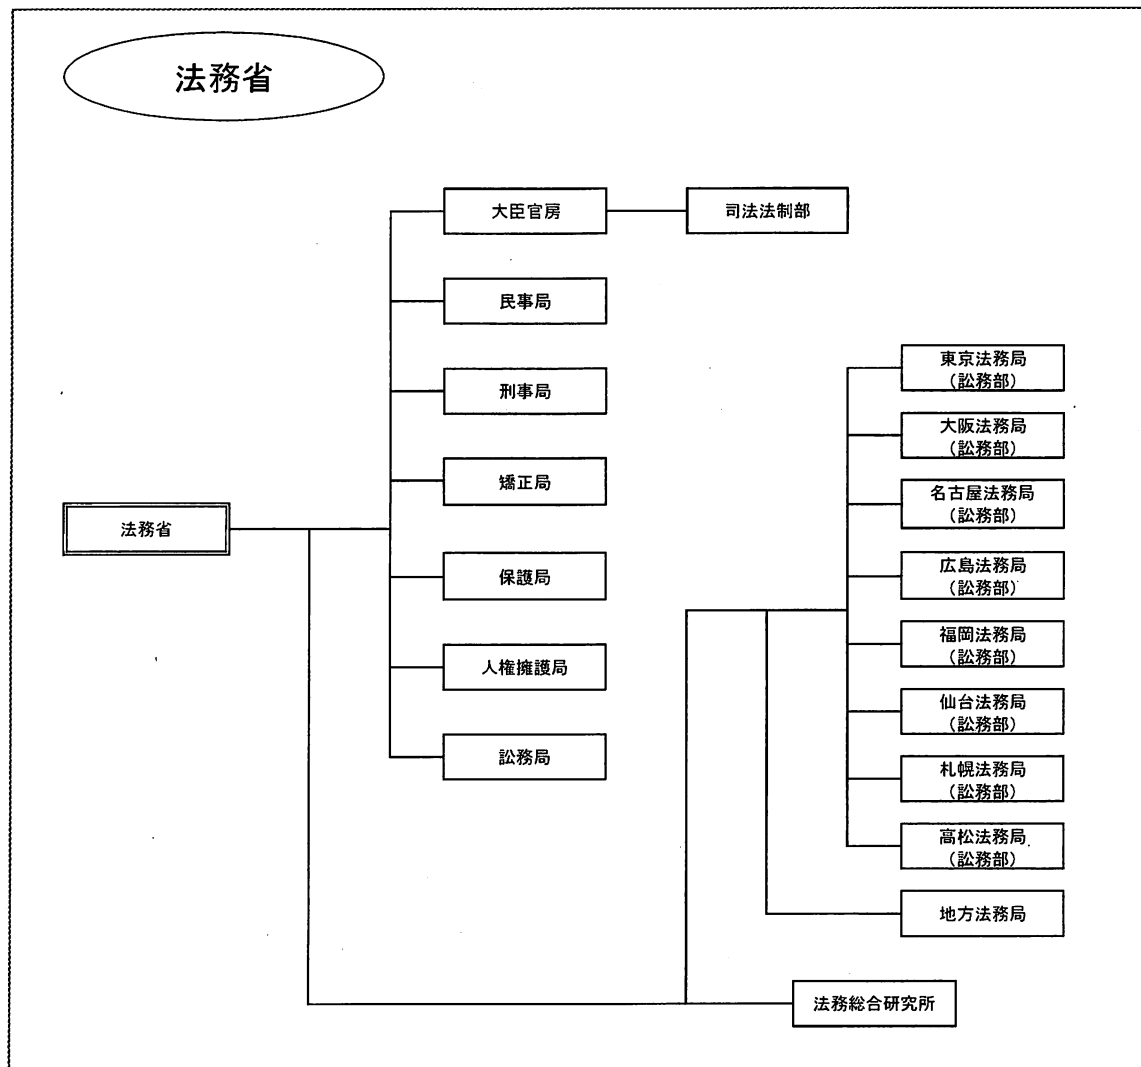 法務省
大臣官房
司法法制部
民事局
刑事局
矯正局
法務省
保護局
人権擁護局
訟務局
東京法務局
（訟務部）
大阪法務局
（訟務部）
名古屋法務局
（訟務部）
広島法務局
（訟務部）
福岡法務局
（訟務部）
仙台法務局
（訟務部）
札幌法務局
（訟務部）
高松法務局
（訟務部）
地方法務局
法務総合研究所